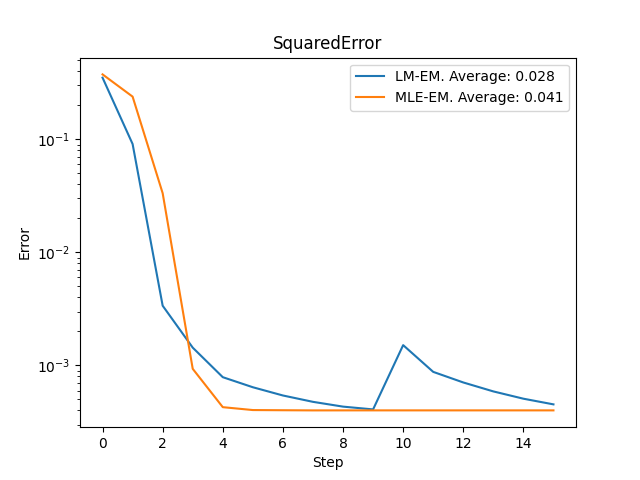 SquaredError
LM-EM. Average: 0.028
MLE-EM. Average: 0.041
Error
10⁻¹
10⁻²
10⁻³
0 2 4 6 8 10 12 14
Step